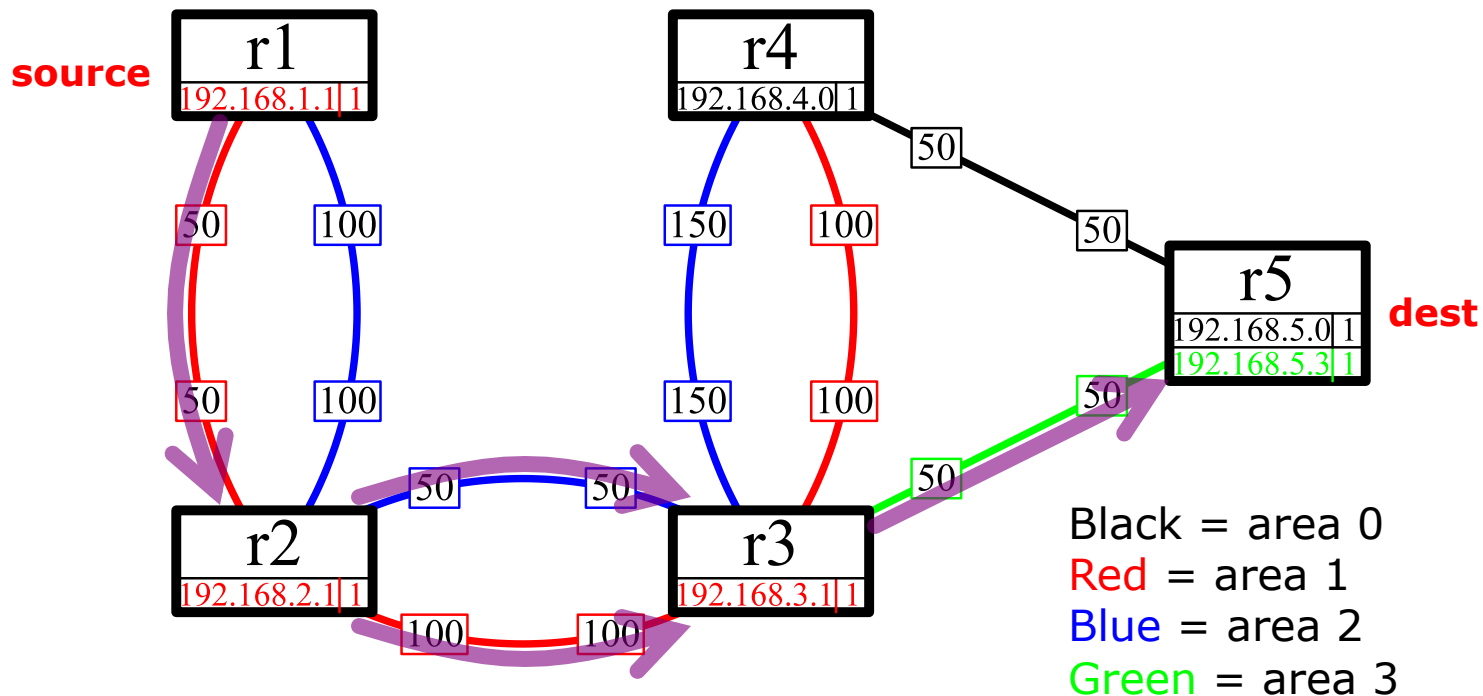 r1
source
192.168.1.1 1
r4
192.168.4.0 1
50
50
100
150
100
50
r5
192.168.5.0 1
192.168.5.3 1
dest
50
100
150
100
50
50
50
50
r2
192.168.2.1 1
r3
192.168.3.1 1
100
100
Black = area 0
Red = area 1
Blue = area 2
Green = area 3